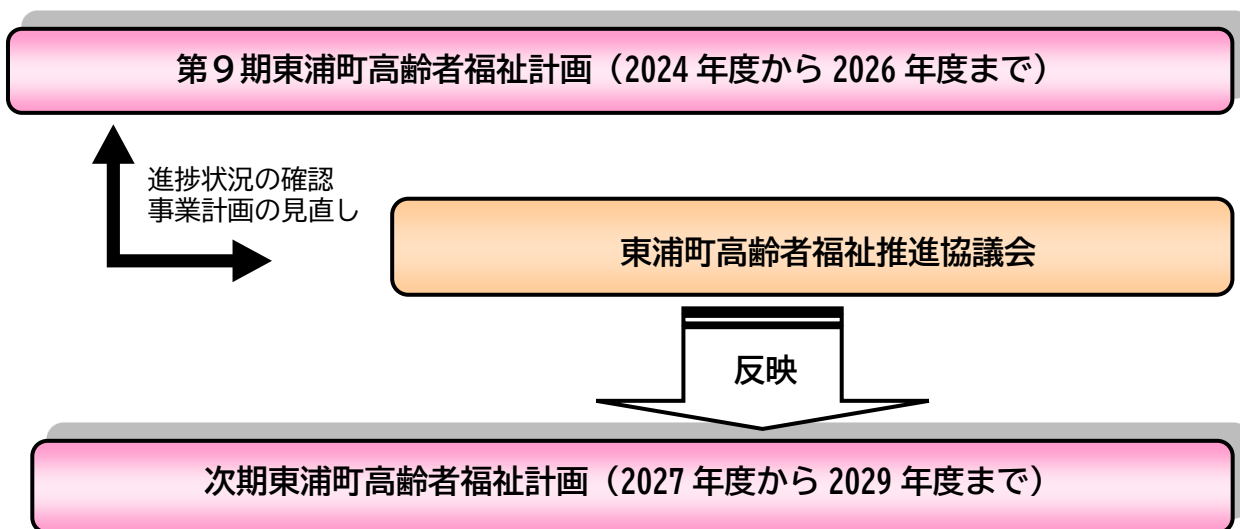 第９期東浦町高齢者福祉計画（2024 年度から 2026 年度まで）
進捗状況の確認
事業計画の見直し
東浦町高齢者福祉推進協議会
反映
次期東浦町高齢者福祉計画（2027 年度から 2029 年度まで）